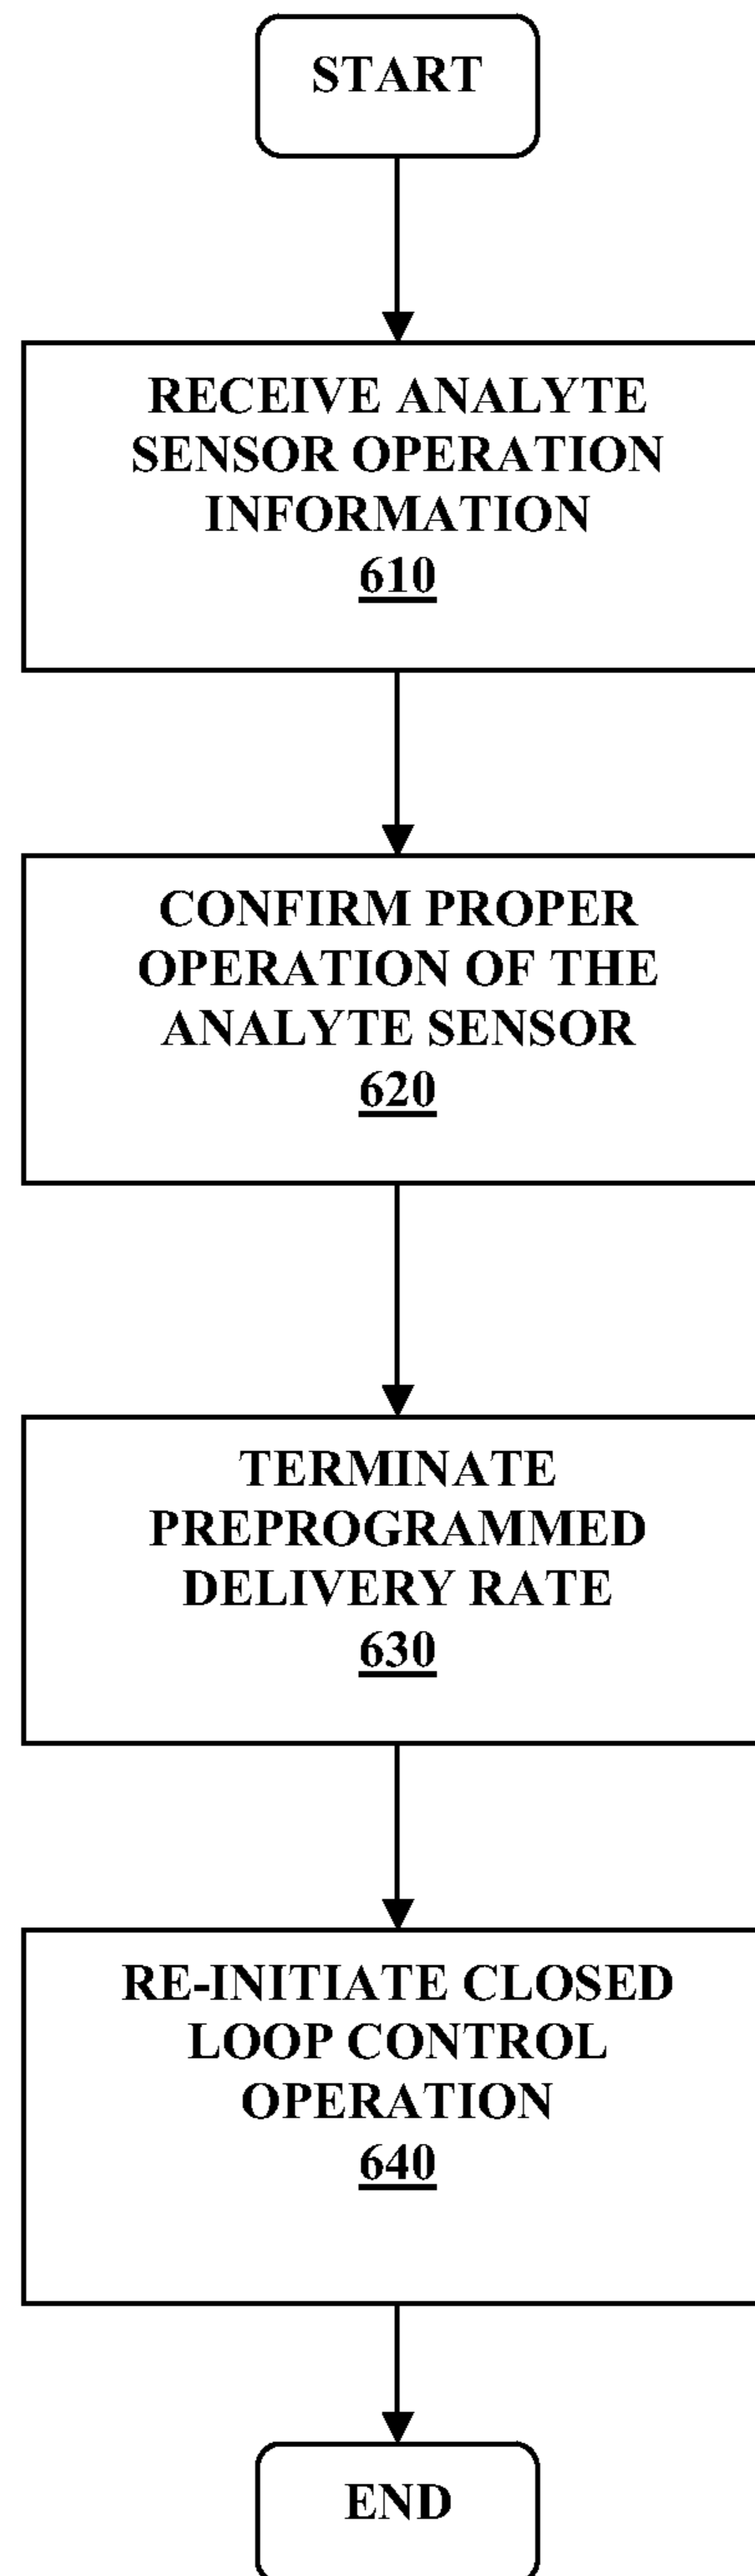 START
RECEIVE ANALYTE
SENSOR OPERATION
INFORMATION
610
CONFIRM PROPER
OPERATION OF THE
ANALYTE SENSOR
620
TERMINATE
PREPROGRAMMED
DELIVERY RATE
630
RE-INITIATE CLOSED
LOOP CONTROL
OPERATION
640
END